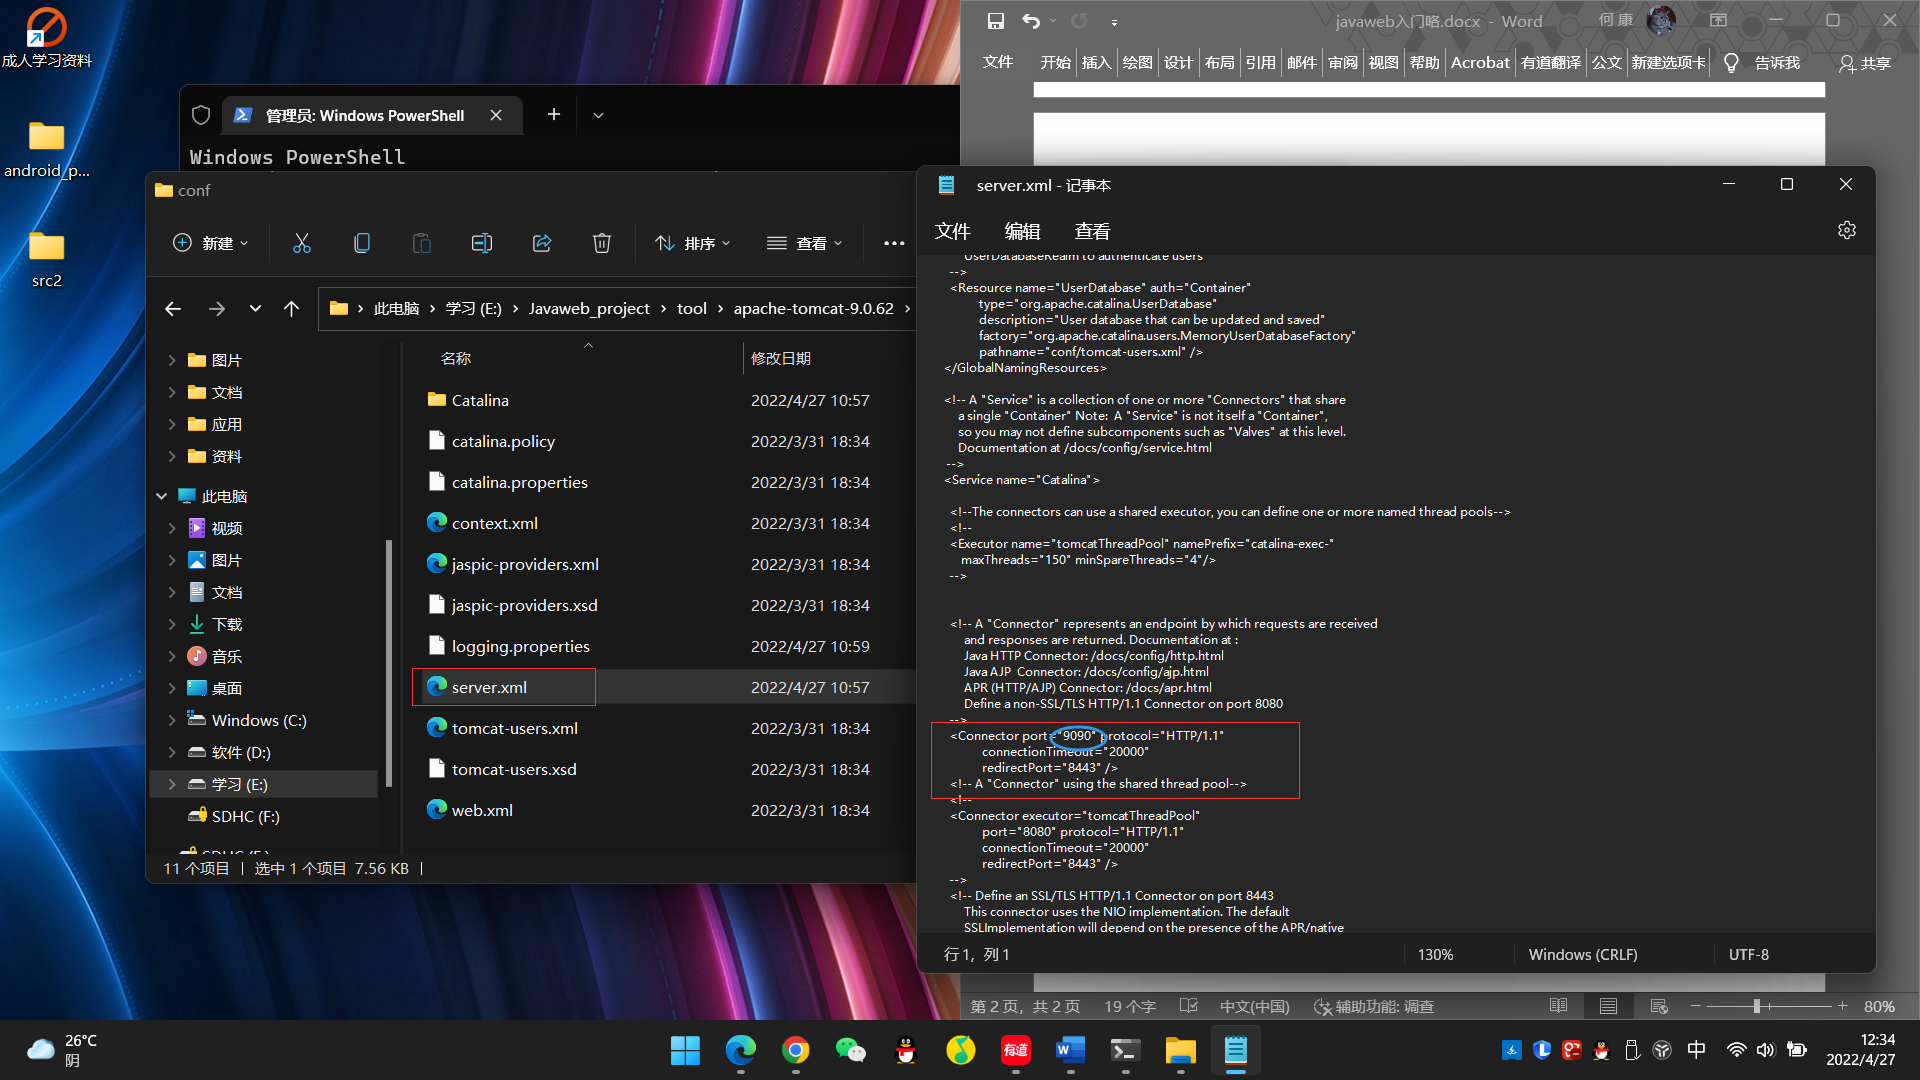 成人学习资料
android_p...
src2
管理员: Windows PowerShell
Windows PowerShell
javaweb入门咯.docx - Word
何 康
文件 开始 插入 绘图 设计 布局 引用 邮件 审阅 视图 帮助 Acrobat 有道翻译 公文 新建选项卡 告诉我 共享
conf
新建 排序 查看
此电脑 学习 (E:) Javaweb_project tool apache-tomcat-9.0.62
图片
文档
应用
资料
此电脑
视频
图片
文档
下载
音乐
桌面
Windows (C:)
软件 (D:)
学习 (E:)
SDHC (F:)
名称 修改日期
Catalina 2022/4/27 10:57
catalina.policy 2022/3/31 18:34
catalina.properties 2022/3/31 18:34
context.xml 2022/3/31 18:34
jaspic-providers.xml 2022/3/31 18:34
jaspic-providers.xsd 2022/3/31 18:34
logging.properties 2022/4/27 10:59
server.xml 2022/4/27 10:57
tomcat-users.xml 2022/3/31 18:34
tomcat-users.xsd 2022/3/31 18:34
web.xml 2022/3/31 18:34
11 个项目 选中 1 个项目 7.56 KB
server.xml - 记事本
文件 编辑 查看
UserDatabaseRealm to authenticate users
-->
<Resource name="UserDatabase" auth="Container"
type="org.apache.catalina.UserDatabase"
description="User database that can be updated and saved"
factory="org.apache.catalina.users.MemoryUserDatabaseFactory"
pathname="conf/tomcat-users.xml" />
</GlobalNamingResources>
<!-- A "Service" is a collection of one or more "Connectors" that share
a single "Container" Note: A "Service" is not itself a "Container",
so you may not define subcomponents such as "Valves" at this level.
Documentation at /docs/config/service.html
-->
<Service name="Catalina">
<!--The connectors can use a shared executor, you can define one or more named thread pools-->
<!--
<Executor name="tomcatThreadPool" namePrefix="catalina-exec-"
maxThreads="150" minSpareThreads="4"/>
-->
<!-- A "Connector" represents an endpoint by which requests are received
and responses are returned. Documentation at :
Java HTTP Connector: /docs/config/http.html
Java AJP Connector: /docs/config/ajp.html
APR (HTTP/AJP) Connector: /docs/apr.html
Define a non-SSL/TLS HTTP/1.1 Connector on port 8080
-->
<Connector port="9090" protocol="HTTP/1.1"
connectionTimeout="20000"
redirectPort="8443" />
<!-- A "Connector" using the shared thread pool-->
<!--
<Connector executor="tomcatThreadPool"
port="8080" protocol="HTTP/1.1"
connectionTimeout="20000"
redirectPort="8443" />
-->
<!-- Define an SSL/TLS HTTP/1.1 Connector on port 8443
This connector uses the NIO implementation. The default
SSLImplementation will depend on the presence of the APR/native
行 1, 列 1 130% Windows (CRLF) UTF-8
第 2 页, 共 2 页 19 个字 中文(中国) 辅助功能: 调查 80%
26°C
阴
有道
中
12:34
2022/4/27